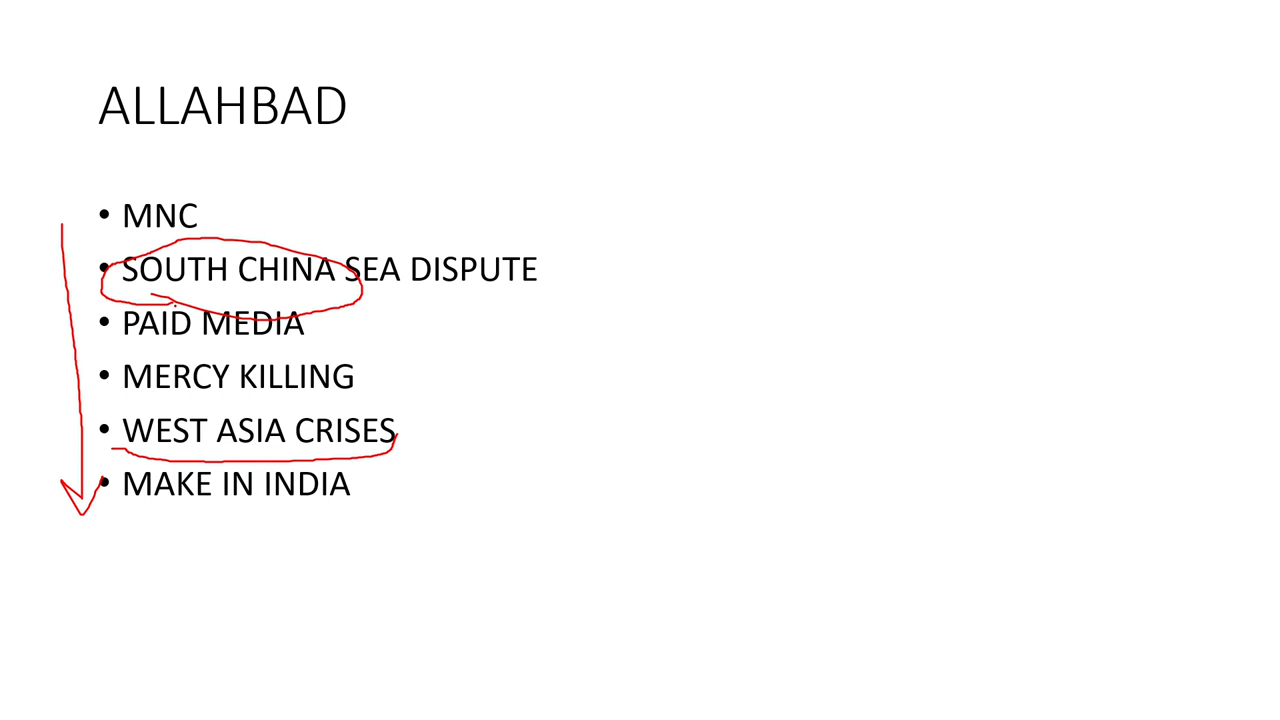 ALLAHBAD
• MNC
• SOUTH CHINA SEA DISPUTE
• PAID MEDIA
• MERCY KILLING
• WEST ASIA CRISES
• MAKE IN INDIA